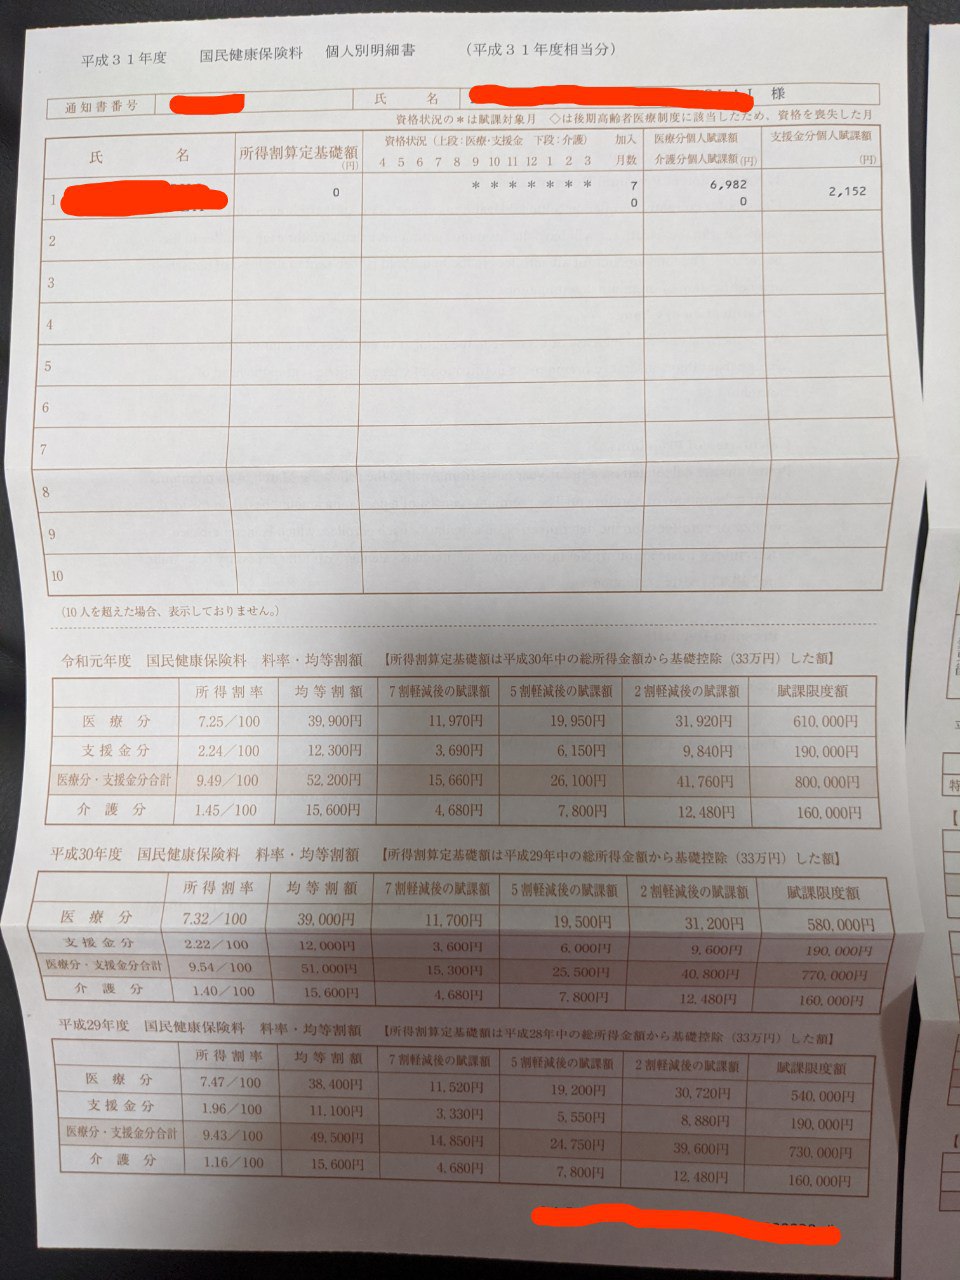 平成３１年度 国民健康保険料 個人別明細書 （平成３１年度相当分）
通知書番号 氏 名 様
資格状況の＊は賦課対象月 ◇は後期高齢者医療制度に該当したため、資格を喪失した月
氏 名 所得割算定基礎額(円) 資格状況（上段：医療・支援金 下段：介護） 4 5 6 7 8 9 10 11 12 1 2 3 加入月数 医療分個人賦課額 介護分個人賦課額(円) 支援金分個人賦課額(円)
1 0 ＊ ＊ ＊ ＊ ＊ ＊ ＊ 7 6,982 2,152
0 0
2
3
4
5
6
7
8
9
10
（10人を超えた場合、表示しておりません。）
令和元年度 国民健康保険料 料率・均等割額 【所得割算定基礎額は平成30年中の総所得金額から基礎控除（33万円）した額】
所得割率 均等割額 7割軽減後の賦課額 5割軽減後の賦課額 2割軽減後の賦課額 賦課限度額
医療分 7.25／100 39,900円 11,970円 19,950円 31,920円 610,000円
支援金分 2.24／100 12,300円 3,690円 6,150円 9,840円 190,000円
医療分・支援金分合計 9.49／100 52,200円 15,660円 26,100円 41,760円 800,000円
介護分 1.45／100 15,600円 4,680円 7,800円 12,480円 160,000円
平成30年度 国民健康保険料 料率・均等割額 【所得割算定基礎額は平成29年中の総所得金額から基礎控除（33万円）した額】
所得割率 均等割額 7割軽減後の賦課額 5割軽減後の賦課額 2割軽減後の賦課額 賦課限度額
医療分 7.32／100 39,000円 11,700円 19,500円 31,200円 580,000円
支援金分 2.22／100 12,000円 3,600円 6,000円 9,600円 190,000円
医療分・支援金分合計 9.54／100 51,000円 15,300円 25,500円 40,800円 770,000円
介護分 1.40／100 15,600円 4,680円 7,800円 12,480円 160,000円
平成29年度 国民健康保険料 料率・均等割額 【所得割算定基礎額は平成28年中の総所得金額から基礎控除（33万円）した額】
所得割率 均等割額 7割軽減後の賦課額 5割軽減後の賦課額 2割軽減後の賦課額 賦課限度額
医療分 7.47／100 38,400円 11,520円 19,200円 30,720円 540,000円
支援金分 1.96／100 11,100円 3,330円 5,550円 8,880円 190,000円
医療分・支援金分合計 9.43／100 49,500円 14,850円 24,750円 39,600円 730,000円
介護分 1.16／100 15,600円 4,680円 7,800円 12,480円 160,000円